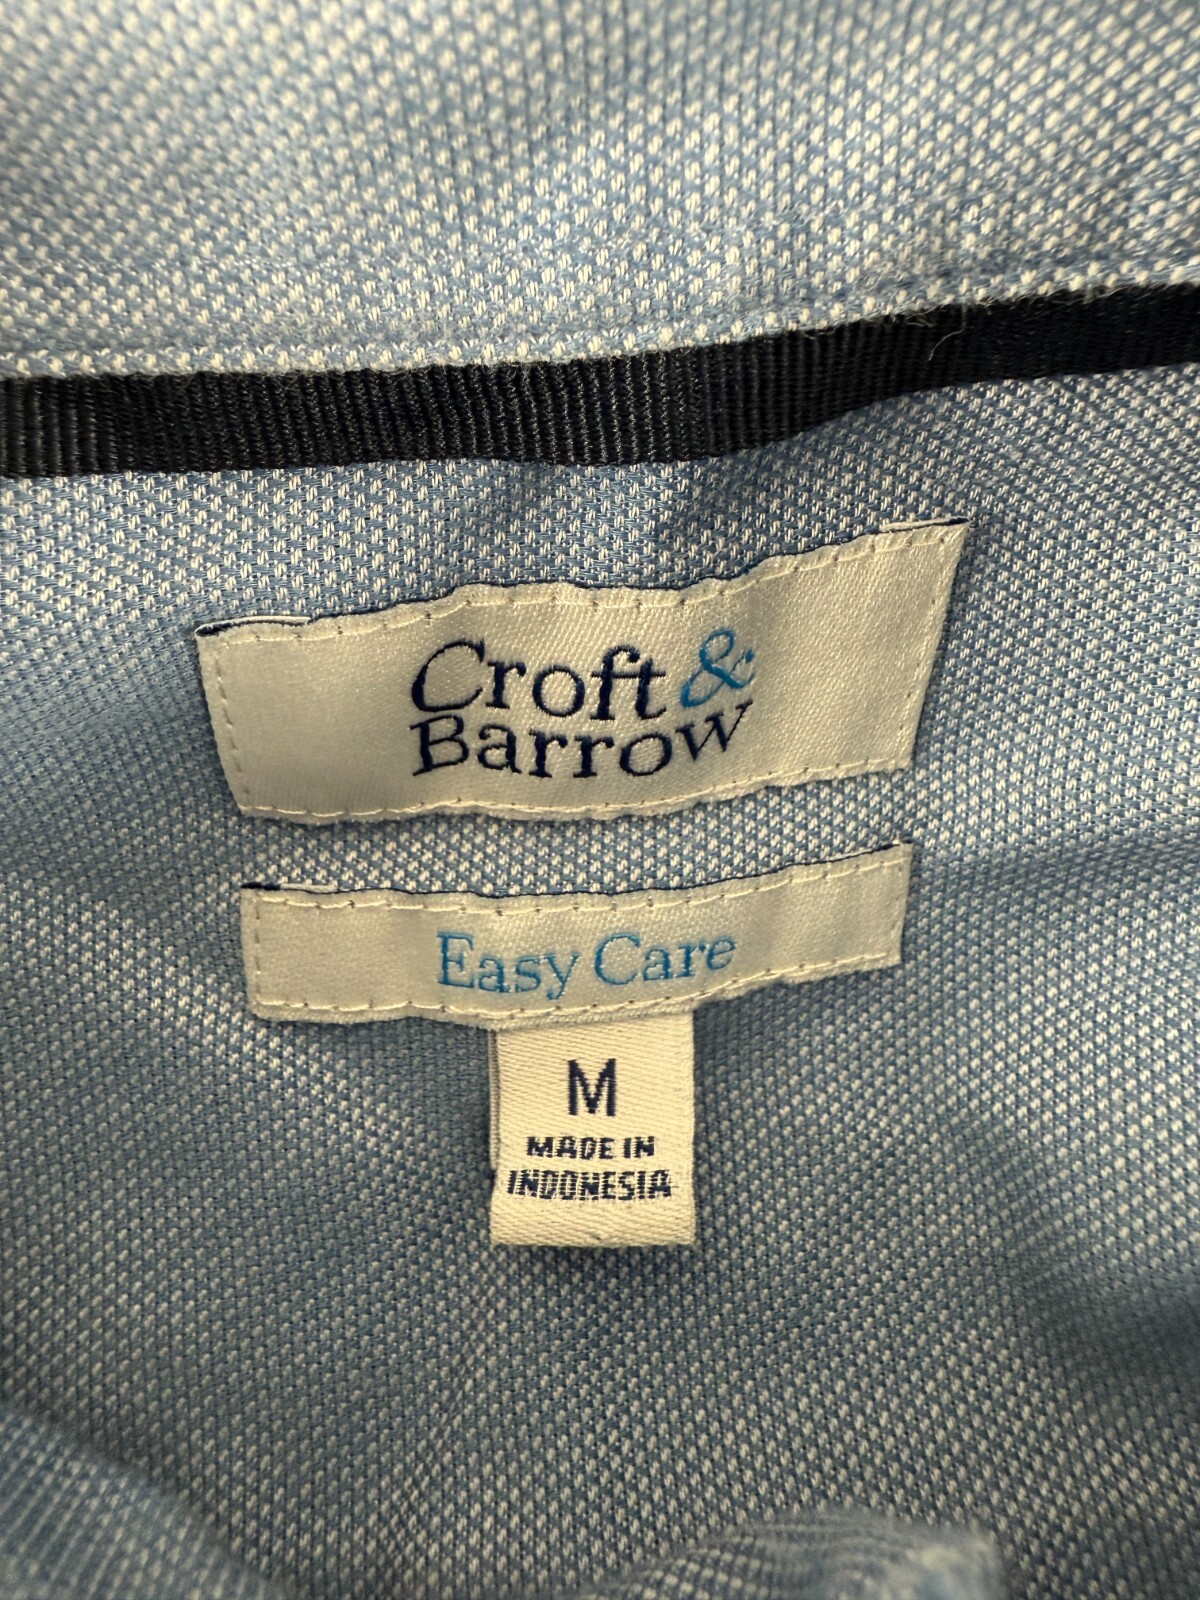 Croft &
Barrow
Easy Care
M
MADE IN
INDONESIA